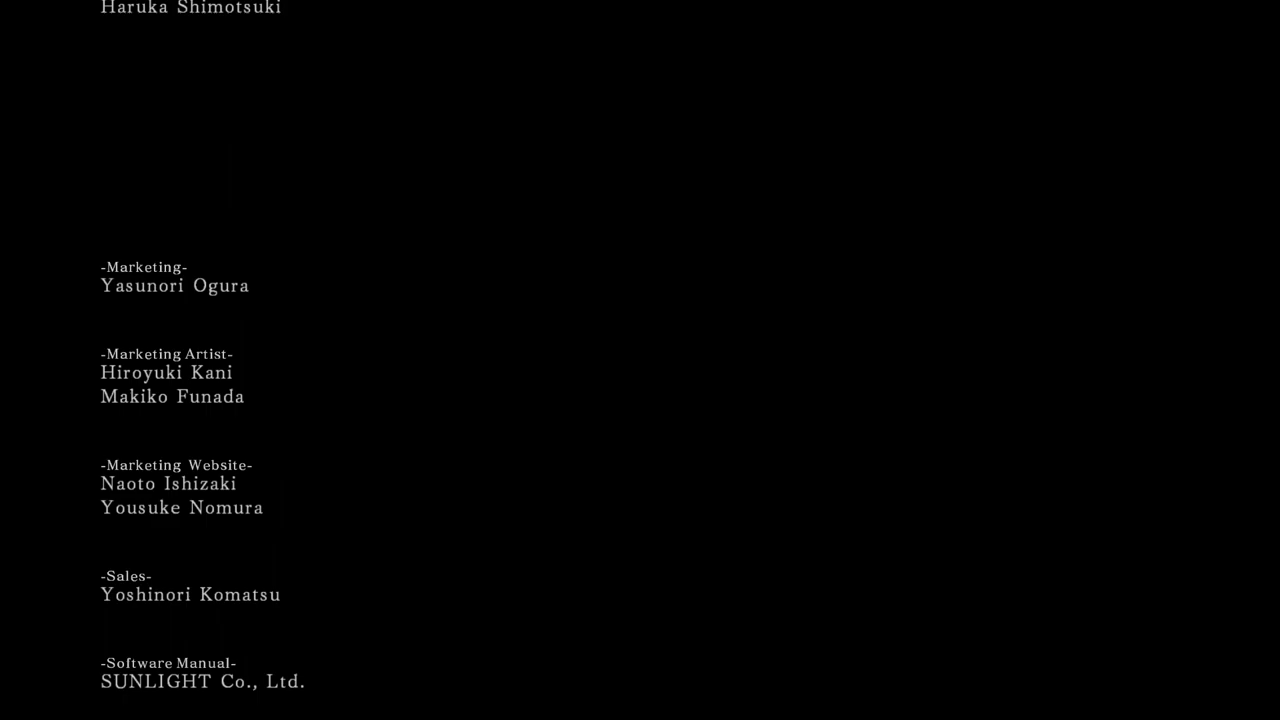 Haruka Shimotsuki
-Marketing-
Yasunori Ogura
-Marketing Artist-
Hiroyuki Kani
Makiko Funada
-Marketing Website-
Naoto Ishizaki
Yousuke Nomura
-Sales-
Yoshinori Komatsu
-Software Manual-
SUNLIGHT Co., Ltd.